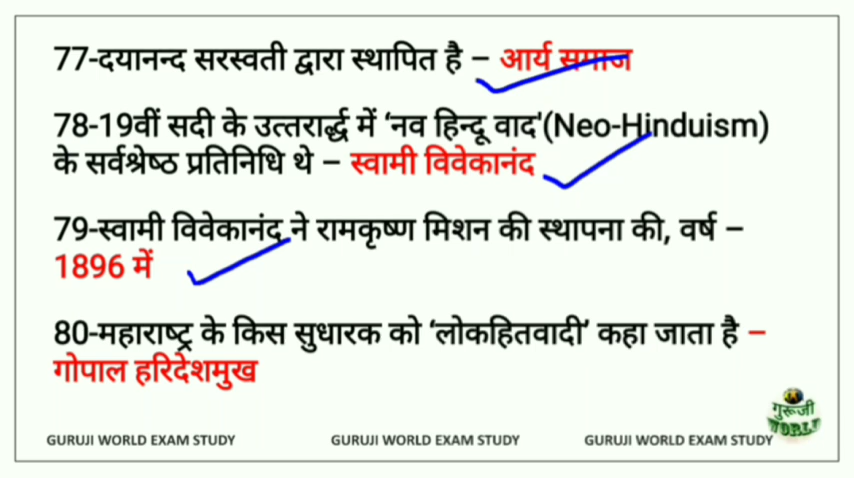 77-दयानन्द सरस्वती द्वारा स्थापित है – आर्य समाज
78-19वीं सदी के उत्तरार्द्ध में ‘नव हिन्दू वाद'(Neo-Hinduism)
के सर्वश्रेष्ठ प्रतिनिधि थे – स्वामी विवेकानंद
79-स्वामी विवेकानंद ने रामकृष्ण मिशन की स्थापना की, वर्ष –
1896 में
80-महाराष्ट्र के किस सुधारक को ‘लोकहितवादी’ कहा जाता है –
गोपाल हरिदेशमुख
गुरूजी
WORLD
GURUJI WORLD EXAM STUDY GURUJI WORLD EXAM STUDY GURUJI WORLD EXAM STUDY